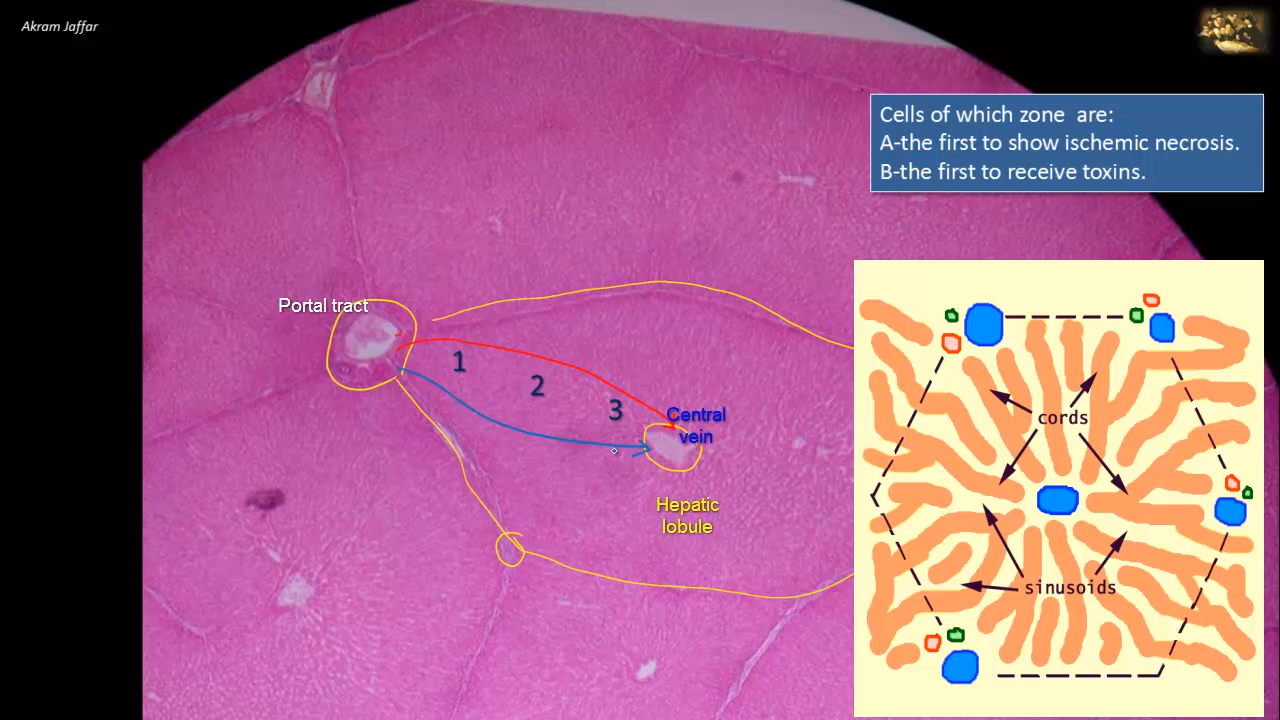 Akram Jaffar
Cells of which zone are:
A-the first to show ischemic necrosis.
B-the first to receive toxins.
Portal tract
1
2
3
Central
vein
Hepatic
lobule
cords
sinusoids